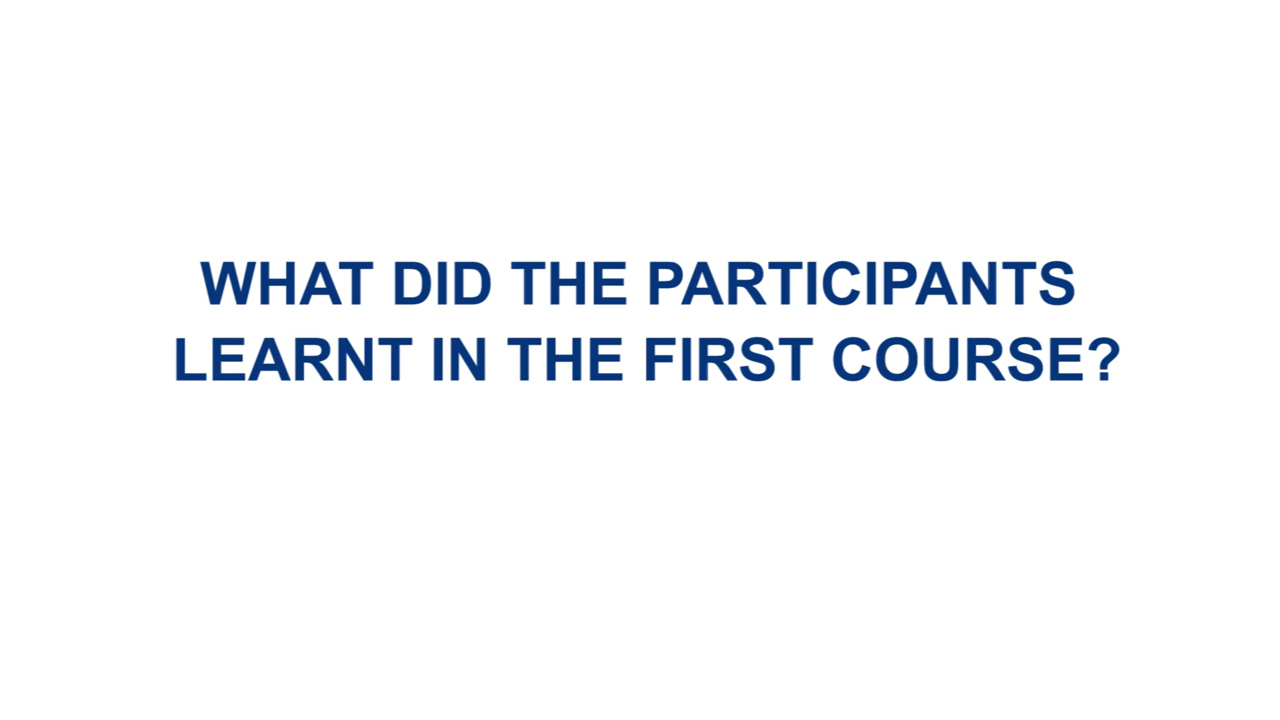 WHAT DID THE PARTICIPANTS
LEARNT IN THE FIRST COURSE?